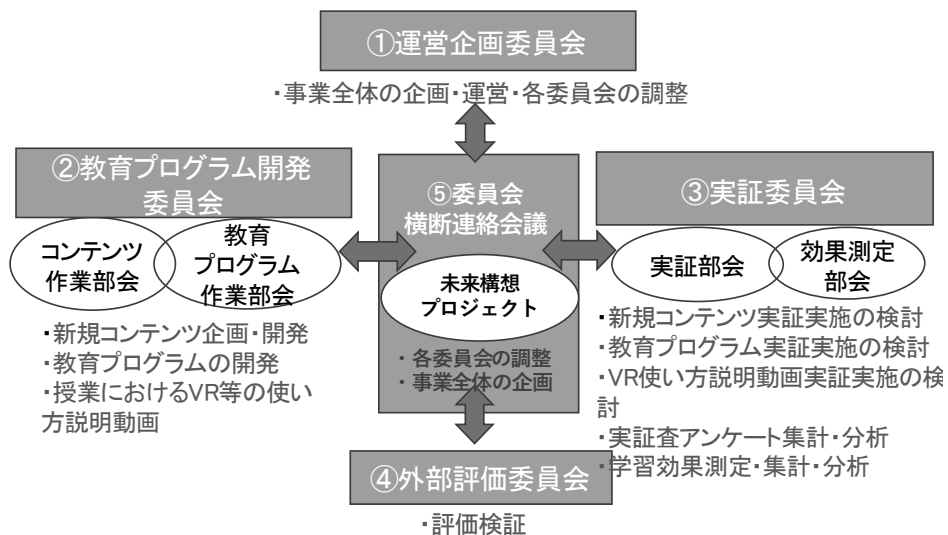 ①運営企画委員会
・事業全体の企画・運営・各委員会の調整
②教育プログラム開発
委員会
コンテンツ
作業部会
教育
プログラム
作業部会
・新規コンテンツ企画・開発
・教育プログラムの開発
・授業におけるVR等の使い
方説明動画
⑤委員会
横断連絡会議
未来構想
プロジェクト
・各委員会の調整
・事業全体の企画
③実証委員会
実証部会
効果測定
部会
・新規コンテンツ実証実施の検討
・教育プログラム実証実施の検討
・VR使い方説明動画実証実施の検
討
・実証査アンケート集計・分析
・学習効果測定・集計・分析
④外部評価委員会
・評価検証